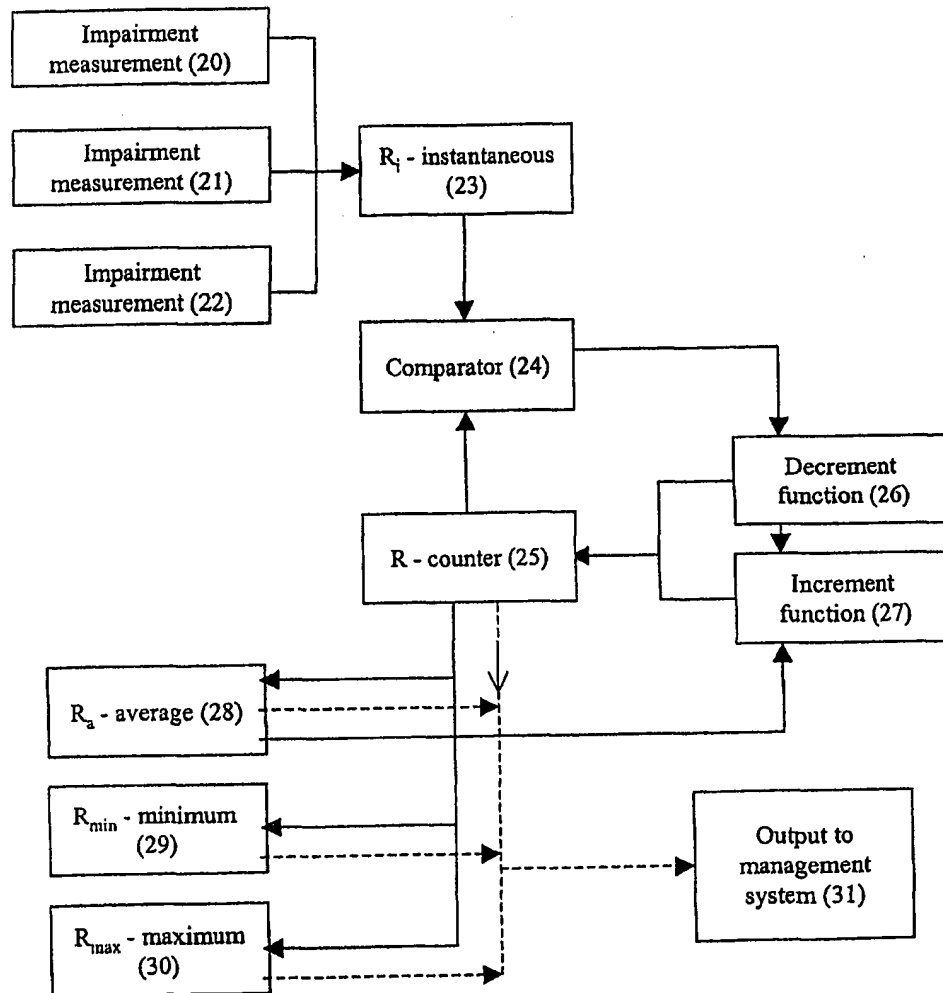 Impairment
measurement (20)
Impairment
measurement (21)
Impairment
measurement (22)
Ri - instantaneous
(23)
Comparator (24)
Decrement
function (26)
R - counter (25)
Increment
function (27)
Ra - average (28)
Rmin - minimum
(29)
Output to
management
system (31)
Rmax - maximum
(30)